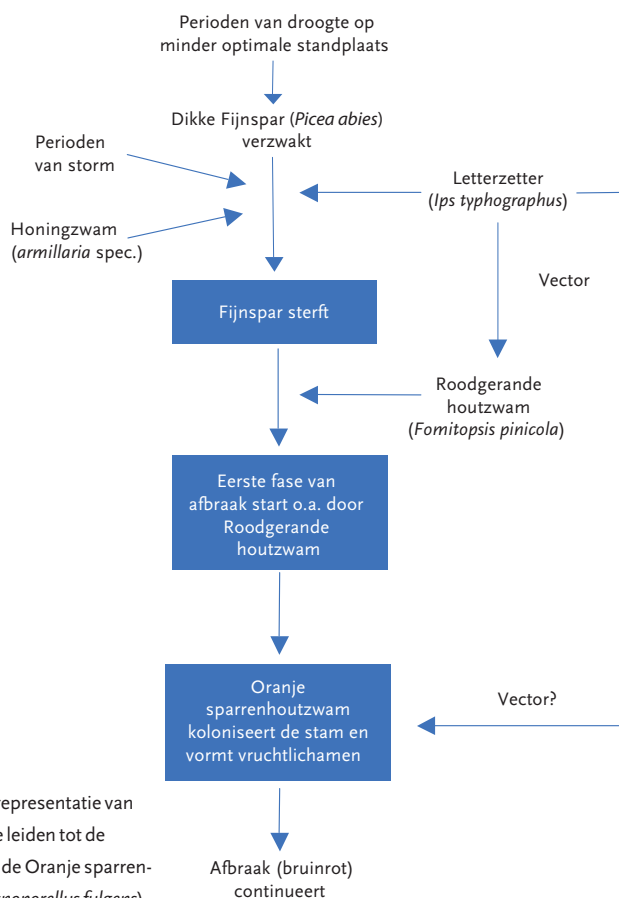 Perioden van droogte op
minder optimale standplaats
Dikke Fijnspar (Picea abies)
verzwakt
Perioden
van storm
Honingzwam
(armillaria spec.)
Letterzetter
(Ips typhographus)
Vector
Fijnspar sterft
Roodgerande
houtzwam
(Fomitopsis pinicola)
Eerste fase van
afbraak start o.a. door
Roodgerande
houtzwam
Oranje
sparrenhoutzwam
koloniseert de stam en
vormt vruchtlichamen
Vector?
Afbraak (bruinrot)
continueert
representatie van
leiden tot de
de Oranje sparren-